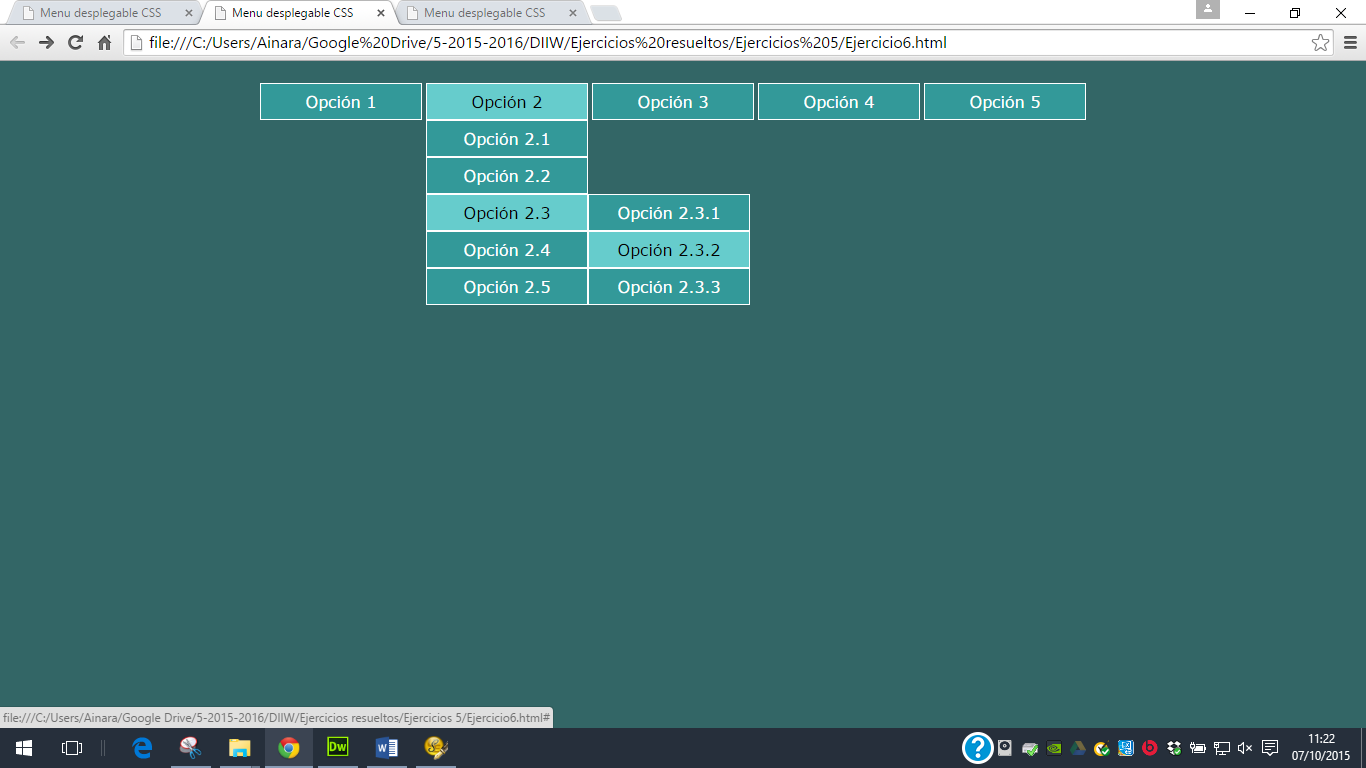 Menu desplegable CSS Menu desplegable CSS Menu desplegable CSS
file:///C:/Users/Ainara/Google%20Drive/5-2015-2016/DIIW/Ejercicios%20resueltos/Ejercicios%205/Ejercicio6.html
Opción 1 Opción 2 Opción 3 Opción 4 Opción 5
Opción 2.1
Opción 2.2
Opción 2.3 Opción 2.3.1
Opción 2.4 Opción 2.3.2
Opción 2.5 Opción 2.3.3
file:///C:/Users/Ainara/Google Drive/5-2015-2016/DIIW/Ejercicios resueltos/Ejercicios 5/Ejercicio6.html#
Dw
11:22
07/10/2015